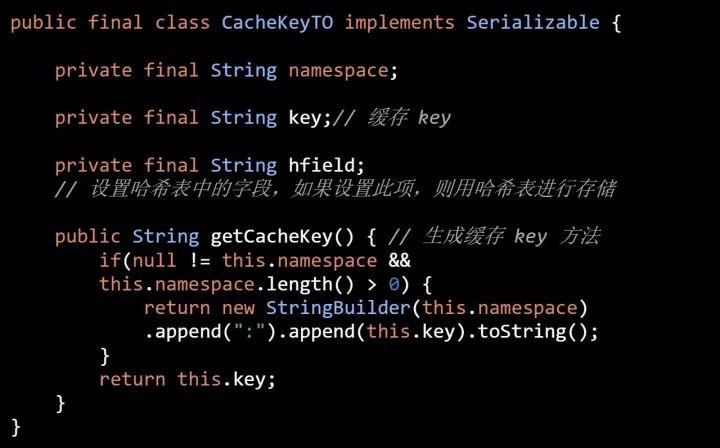 public final class CacheKeyTO implements Serializable {
private final String namespace;
private final String key;// 缓存 key
private final String hfield;
// 设置哈希表中的字段，如果设置此项，则用哈希表进行存储
public String getCacheKey() { // 生成缓存 key 方法
if(null != this.namespace &&
this.namespace.length() > 0) {
return new StringBuilder(this.namespace)
.append(":").append(this.key).toString();
}
return this.key;
}
}